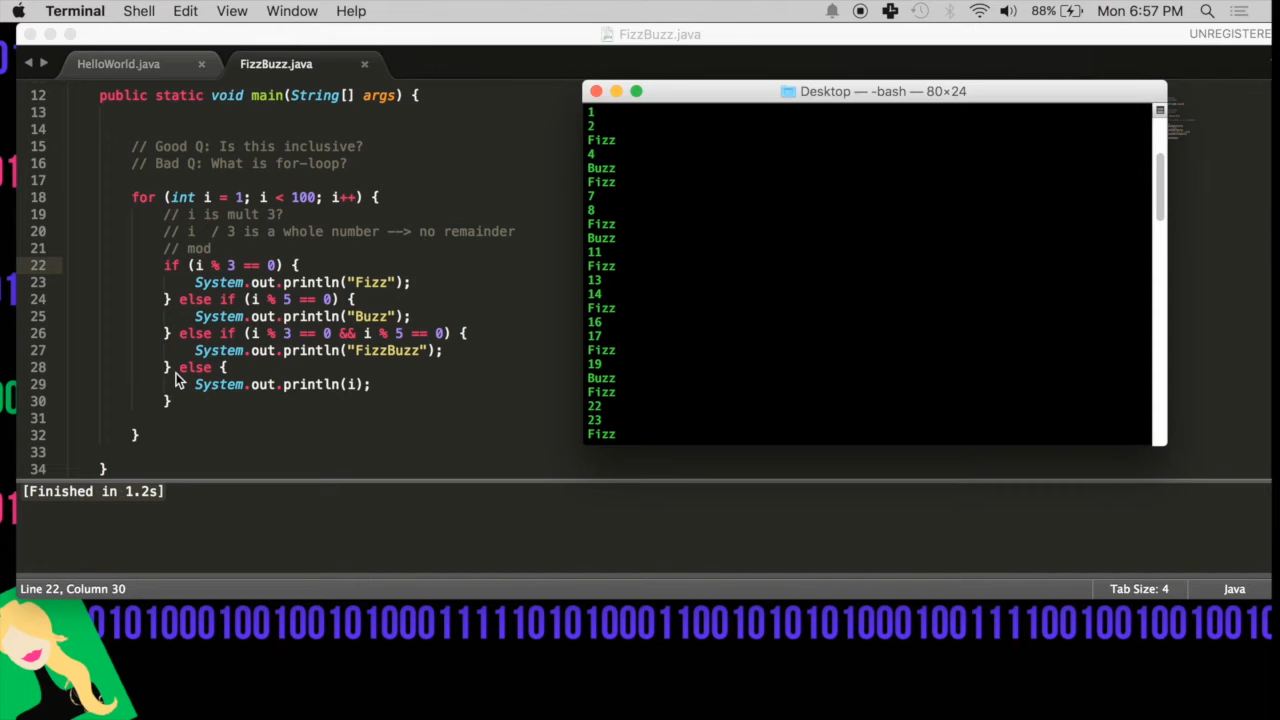 Terminal Shell Edit View Window Help 88% Mon 6:57 PM
FizzBuzz.java UNREGISTERE
HelloWorld.java × FizzBuzz.java ×
12 public static void main(String[] args) {
13
14
15 // Good Q: Is this inclusive?
16 // Bad Q: What is for-loop?
17
18 for (int i = 1; i < 100; i++) {
19 // i is mult 3?
20 // i  / 3 is a whole number --> no remainder
21 // mod
22 if (i % 3 == 0) {
23 System.out.println("Fizz");
24 } else if (i % 5 == 0) {
25 System.out.println("Buzz");
26 } else if (i % 3 == 0 && i % 5 == 0) {
27 System.out.println("FizzBuzz");
28 } else {
29 System.out.println(i);
30 }
31
32 }
33
34 }
Desktop — -bash — 80×24
1
2
Fizz
4
Buzz
Fizz
7
8
Fizz
Buzz
11
Fizz
13
14
Fizz
16
17
Fizz
19
Buzz
Fizz
22
23
Fizz
[Finished in 1.2s]
Line 22, Column 30 Tab Size: 4 Java